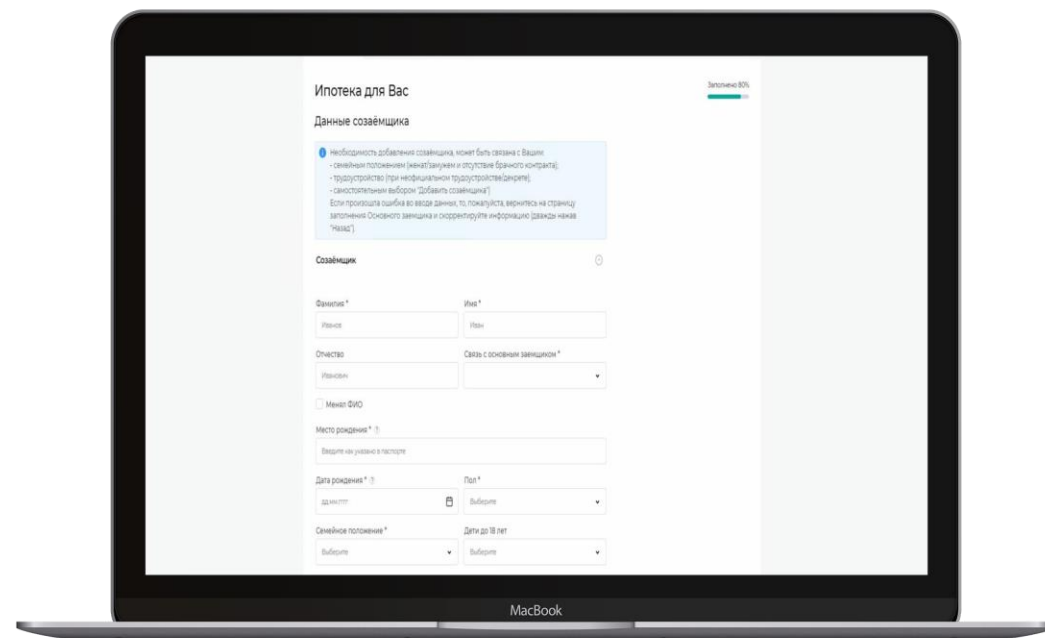 Ипотека для Вас
Заполнено 80%
Данные созаёмщика
Необходимость добавления созаёмщика, может быть связана с Вашим:
- семейным положением (женат/замужем и отсутствие брачного контракта);
- трудоустройство (при неофициальном трудоустройстве/декрете);
- самостоятельным выбором "Добавить созаёмщика")
Если произошла ошибка во вводе данных, то, пожалуйста, вернитесь на страницу
заполнения Основного заемщика и скорректируйте информацию (дважды нажав
"Назад")
Созаёмщик
Фамилия * Имя *
Иванов Иван
Отчество Связь с основным заемщиком *
Иванович
Менял ФИО
Место рождения * ?
Введите как указано в паспорте
Дата рождения * ? Пол *
дд.мм.гггг Выберите
Семейное положение * Дети до 18 лет
Выберите Выберите
MacBook